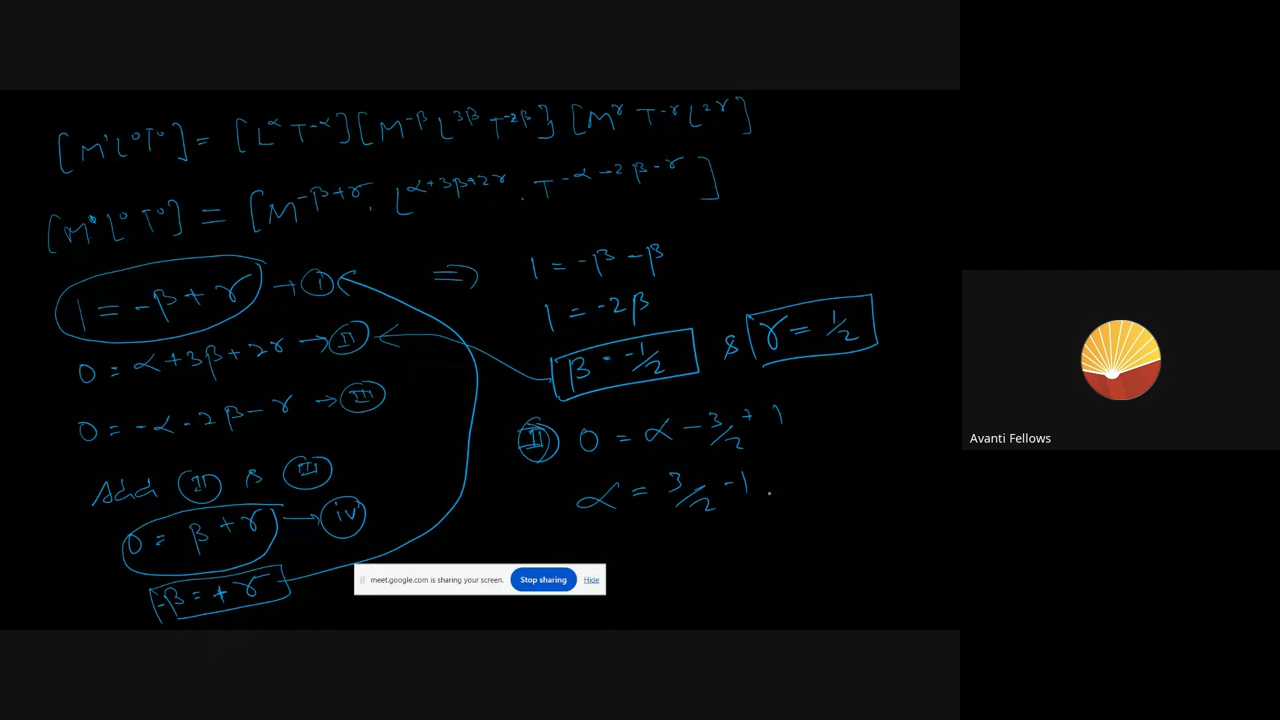 [M¹L⁰T⁰] = [L^α T^-α] [M^-β L^3β T^-2β] [M^γ T^-γ L^2γ]
[M¹L⁰T⁰] = [M^-β+γ . L^α+3β+2γ . T^-α-2β-γ]
1 = -β + γ → I
0 = α + 3β + 2γ → II
0 = -α - 2β - γ → III
Add II & III
0 = β + γ → IV
-β = +γ
⇒ 1 = -β - β
1 = -2β
β = -1/2 & γ = 1/2
II 0 = α - 3/2 + 1
α = 3/2 - 1 .
meet.google.com is sharing your screen. Stop sharing Hide
Avanti Fellows